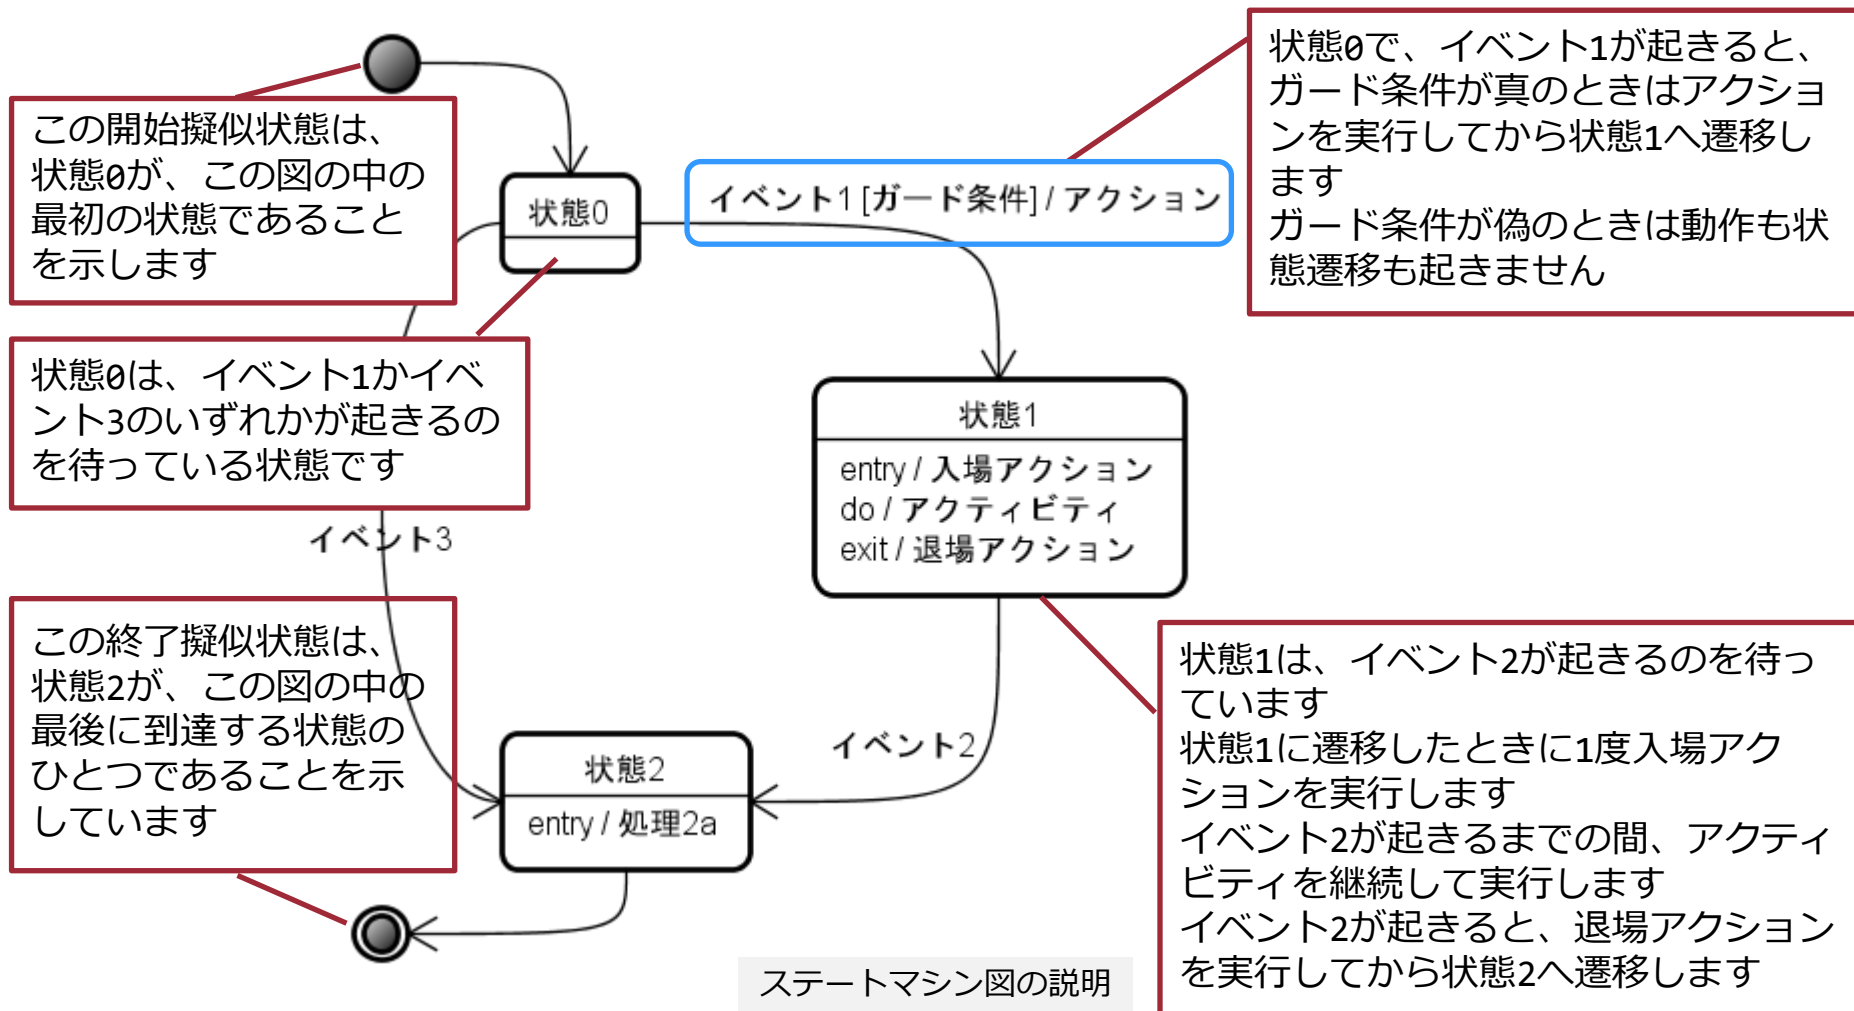 この開始擬似状態は、
状態0が、この図の中の
最初の状態であること
を示します
状態0で、イベント1が起きると、
ガード条件が真のときはアクショ
ンを実行してから状態1へ遷移し
ます
ガード条件が偽のときは動作も状
態遷移も起きません
状態0
イベント1 [ガード条件] / アクション
状態0は、イベント1かイベ
ント3のいずれかが起きるの
を待っている状態です
状態1
entry / 入場アクション
do / アクティビティ
exit / 退場アクション
イベント3
この終了擬似状態は、
状態2が、この図の中の
最後に到達する状態の
ひとつであることを示
しています
イベント2
状態2
entry / 処理2a
状態1は、イベント2が起きるのを待っ
ています
状態1に遷移したときに1度入場アク
ションを実行します
イベント2が起きるまでの間、アクティ
ビティを継続して実行します
イベント2が起きると、退場アクション
を実行してから状態2へ遷移します
ステートマシン図の説明